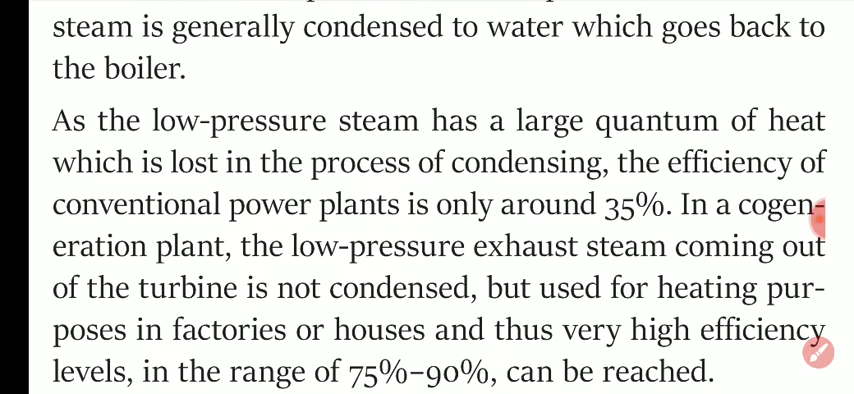 steam is generally condensed to water which goes back to
the boiler.
As the low-pressure steam has a large quantum of heat
which is lost in the process of condensing, the efficiency of
conventional power plants is only around 35%. In a cogen-
eration plant, the low-pressure exhaust steam coming out
of the turbine is not condensed, but used for heating pur-
poses in factories or houses and thus very high efficiency
levels, in the range of 75%–90%, can be reached.